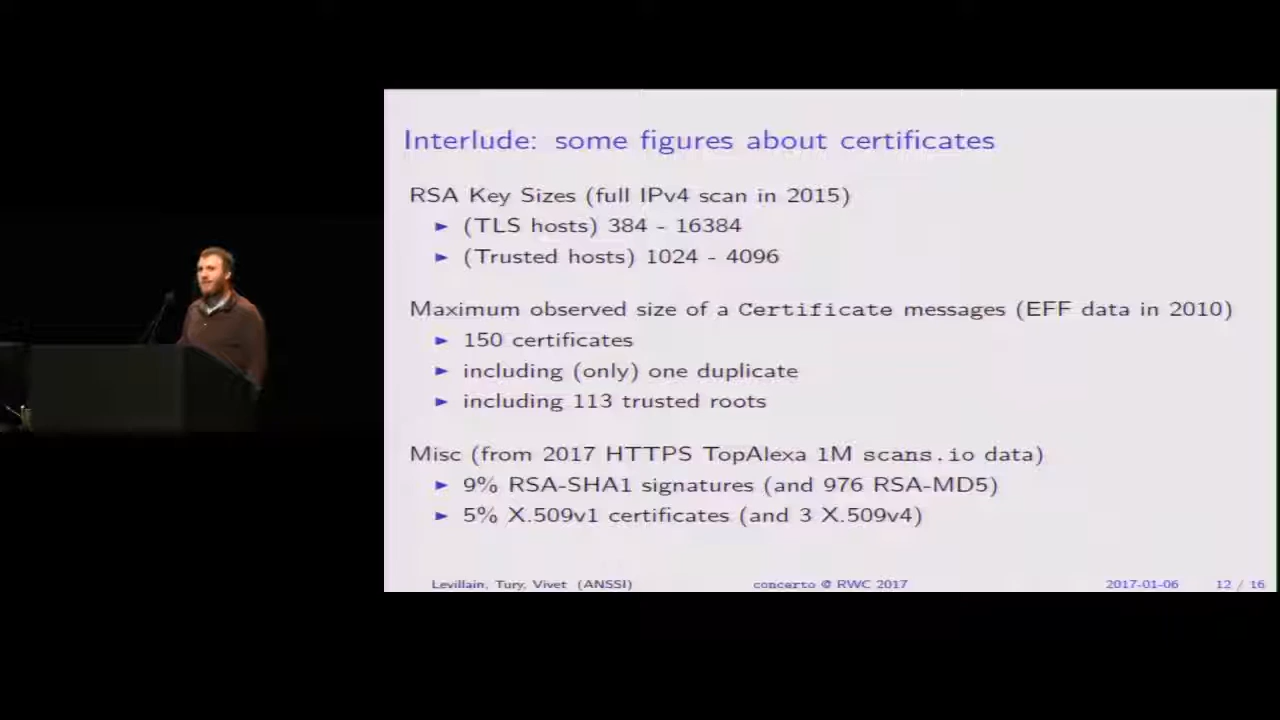 Interlude: some figures about certificates
RSA Key Sizes (full IPv4 scan in 2015)
► (TLS hosts) 384 - 16384
► (Trusted hosts) 1024 - 4096
Maximum observed size of a Certificate messages (EFF data in 2010)
► 150 certificates
► including (only) one duplicate
► including 113 trusted roots
Misc (from 2017 HTTPS TopAlexa 1M scans.io data)
► 9% RSA-SHA1 signatures (and 976 RSA-MD5)
► 5% X.509v1 certificates (and 3 X.509v4)
Levillain, Tury, Vivet (ANSSI) concerto @ RWC 2017 2017-01-06 12 / 16